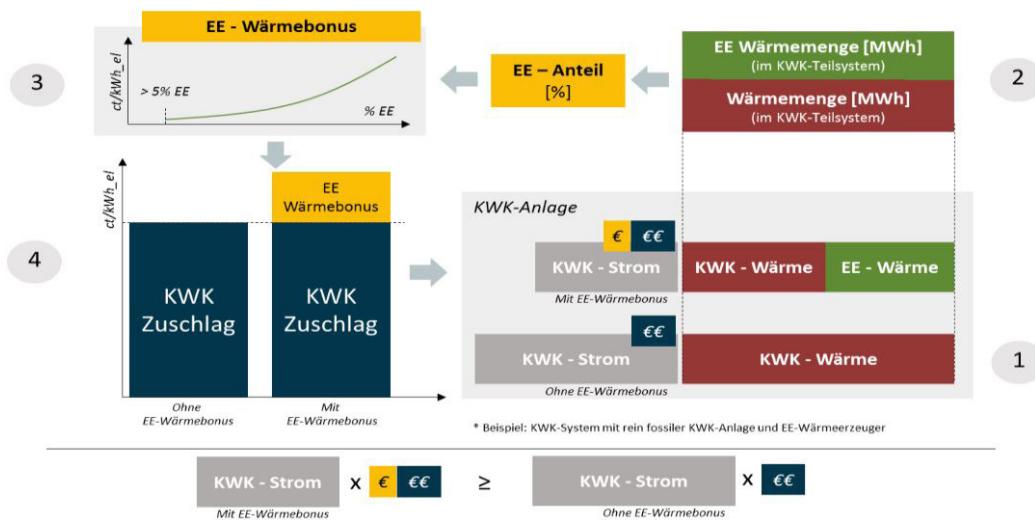 EE - Wärmebonus
3
ct/kWh_el
> 5% EE
% EE
EE – Anteil
[%]
EE Wärmemenge [MWh]
(im KWK-Teilsystem)
Wärmemenge [MWh]
(im KWK-Teilsystem)
2
4
ct/kWh_el
EE
Wärmebonus
KWK
Zuschlag
KWK
Zuschlag
Ohne
EE-Wärmebonus
Mit
EE-Wärmebonus
KWK-Anlage
€ €€
KWK - Strom
KWK - Wärme
EE - Wärme
Mit EE-Wärmebonus
€€
KWK - Strom
KWK - Wärme
1
Ohne EE-Wärmebonus
* Beispiel: KWK-System mit rein fossiler KWK-Anlage und EE-Wärmeerzeuger
KWK - Strom x € €€ ≥ KWK - Strom x €€
Mit EE-Wärmebonus
Ohne EE-Wärmebonus